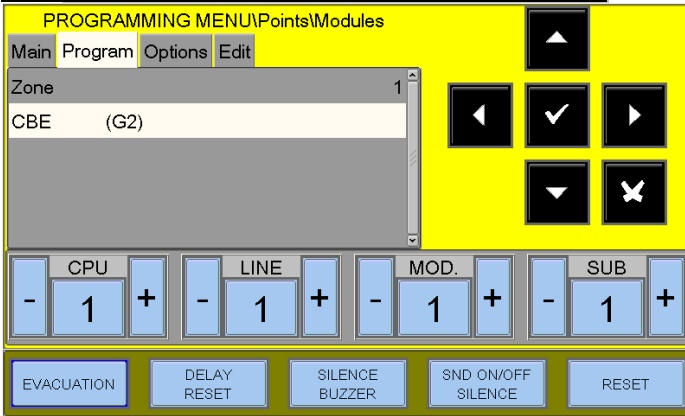 PROGRAMMING MENU\Points\Modules
Main Program Options Edit
Zone 1
CBE (G2)
CPU LINE MOD. SUB
- 1 + - 1 + - 1 + - 1 +
EVACUATION DELAY RESET SILENCE BUZZER SND ON/OFF SILENCE RESET